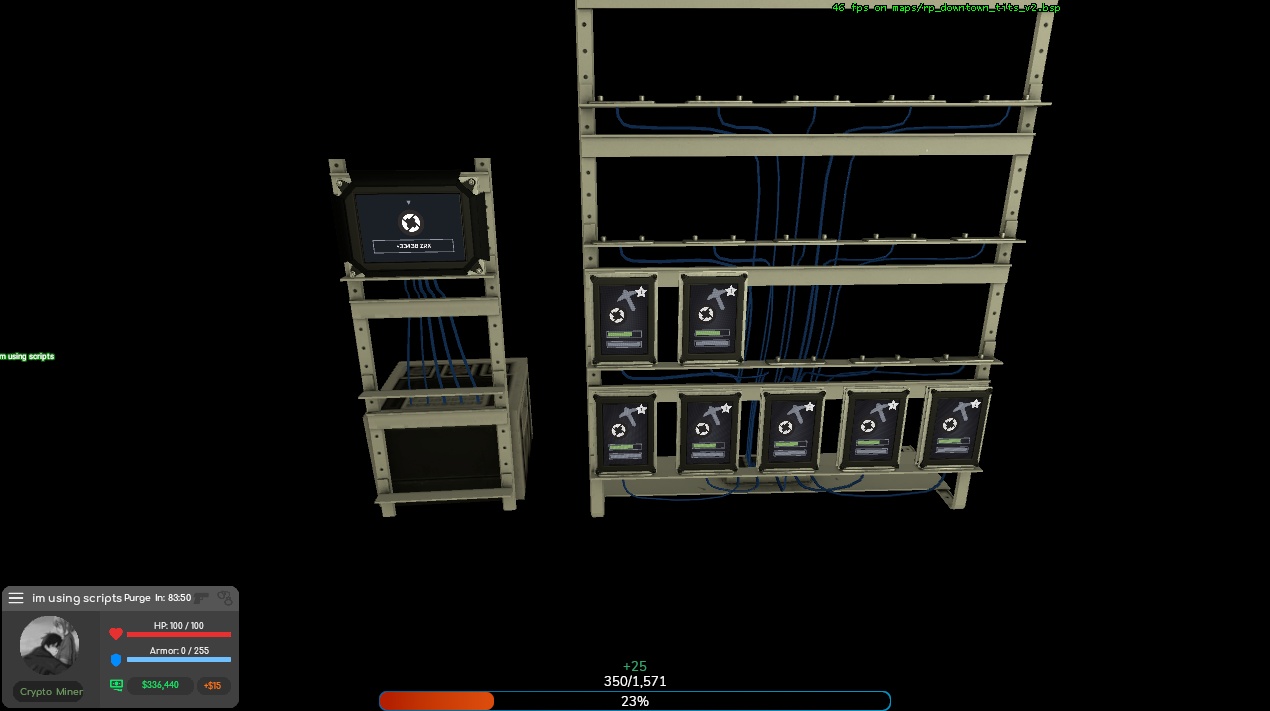 46 fps on maps/rp_downtown_tits_v2.bsp
m using scripts
im using scripts Purge In: 83:50
HP: 100 / 100
Armor: 0 / 255
$336,440 +$15
Crypto Miner
+25
350/1,571
23%